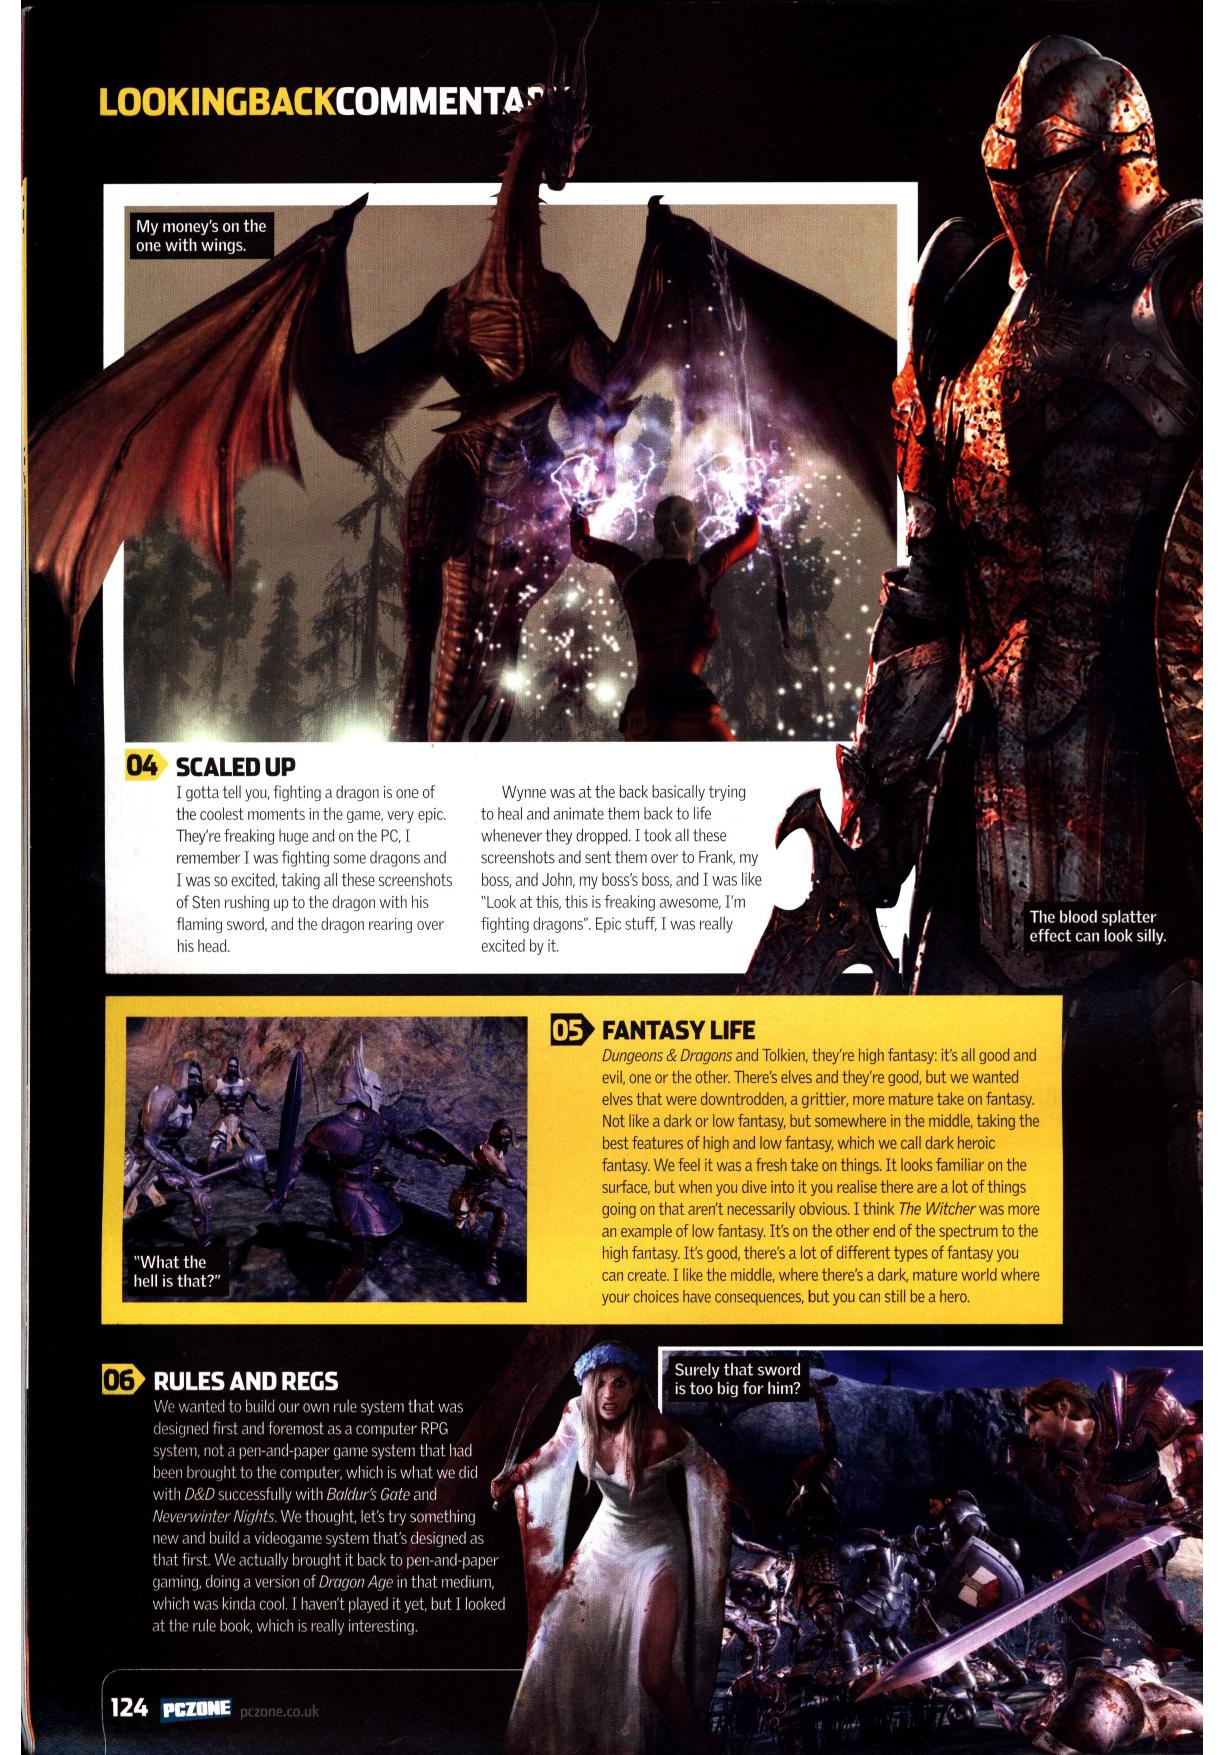 LOOKINGBACKCOMMENTARY
My money's on the
one with wings.
04 SCALED UP
I gotta tell you, fighting a dragon is one of
the coolest moments in the game, very epic.
They're freaking huge and on the PC, I
remember I was fighting some dragons and
I was so excited, taking all these screenshots
of Sten rushing up to the dragon with his
flaming sword, and the dragon rearing over
his head.
Wynne was at the back basically trying
to heal and animate them back to life
whenever they dropped. I took all these
screenshots and sent them over to Frank, my
boss, and John, my boss's boss, and I was like
"Look at this, this is freaking awesome, I'm
fighting dragons". Epic stuff, I was really
excited by it.
The blood splatter
effect can look silly.
05 FANTASY LIFE
Dungeons & Dragons and Tolkien, they're high fantasy: it's all good and
evil, one or the other. There's elves and they're good, but we wanted
elves that were downtrodden, a grittier, more mature take on fantasy.
Not like a dark or low fantasy, but somewhere in the middle, taking the
best features of high and low fantasy, which we call dark heroic
fantasy. We feel it was a fresh take on things. It looks familiar on the
surface, but when you dive into it you realise there are a lot of things
going on that aren't necessarily obvious. I think The Witcher was more
an example of low fantasy. It's on the other end of the spectrum to the
high fantasy. It's good, there's a lot of different types of fantasy you
can create. I like the middle, where there's a dark, mature world where
your choices have consequences, but you can still be a hero.
"What the
hell is that?"
06 RULES AND REGS
We wanted to build our own rule system that was
designed first and foremost as a computer RPG
system, not a pen-and-paper game system that had
been brought to the computer, which is what we did
with D&D successfully with Baldur's Gate and
Neverwinter Nights. We thought, let's try something
new and build a videogame system that's designed as
that first. We actually brought it back to pen-and-paper
gaming, doing a version of Dragon Age in that medium,
which was kinda cool. I haven't played it yet, but I looked
at the rule book, which is really interesting.
Surely that sword
is too big for him?
124 PCZONE pczone.co.uk